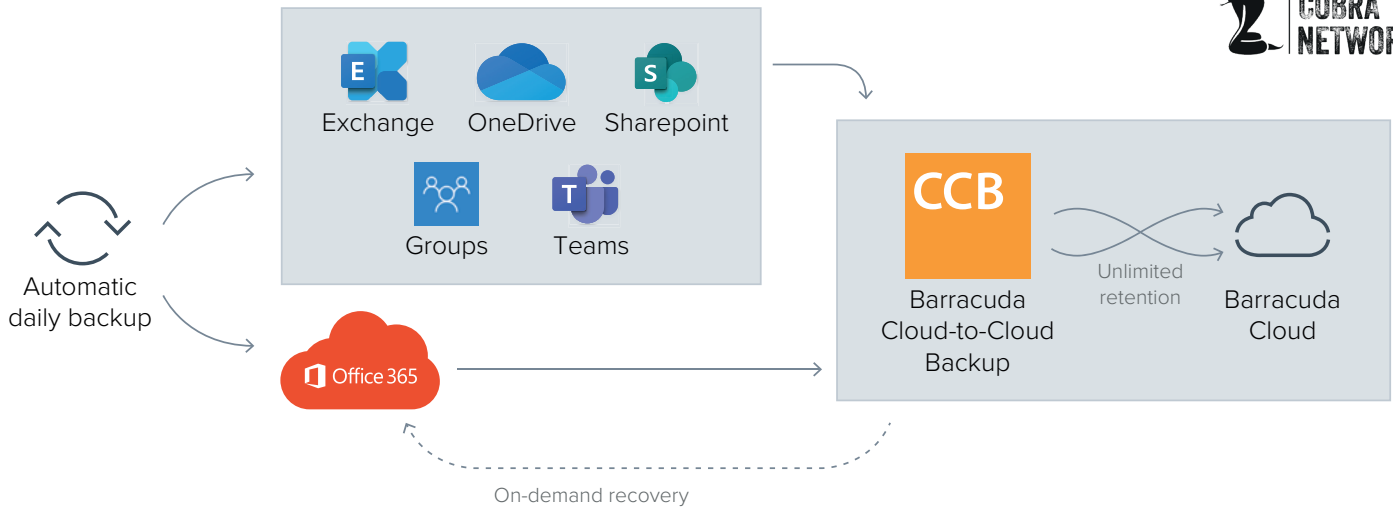 COBRA
E
S
Exchange
OneDrive
Sharepoint
T
Groups
Teams
Automatic
daily backup
Office 365
CCB
Unlimited
retention
Barracuda
Cloud-to-Cloud
Backup
Barracuda
Cloud
On-demand recovery